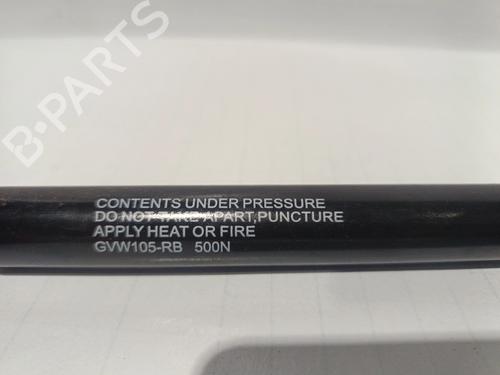 B-PARTS
CONTENTS UNDER PRESSURE
DO NOT TAKE APART,PUNCTURE
APPLY HEAT OR FIRE
GVW105-RB 500N